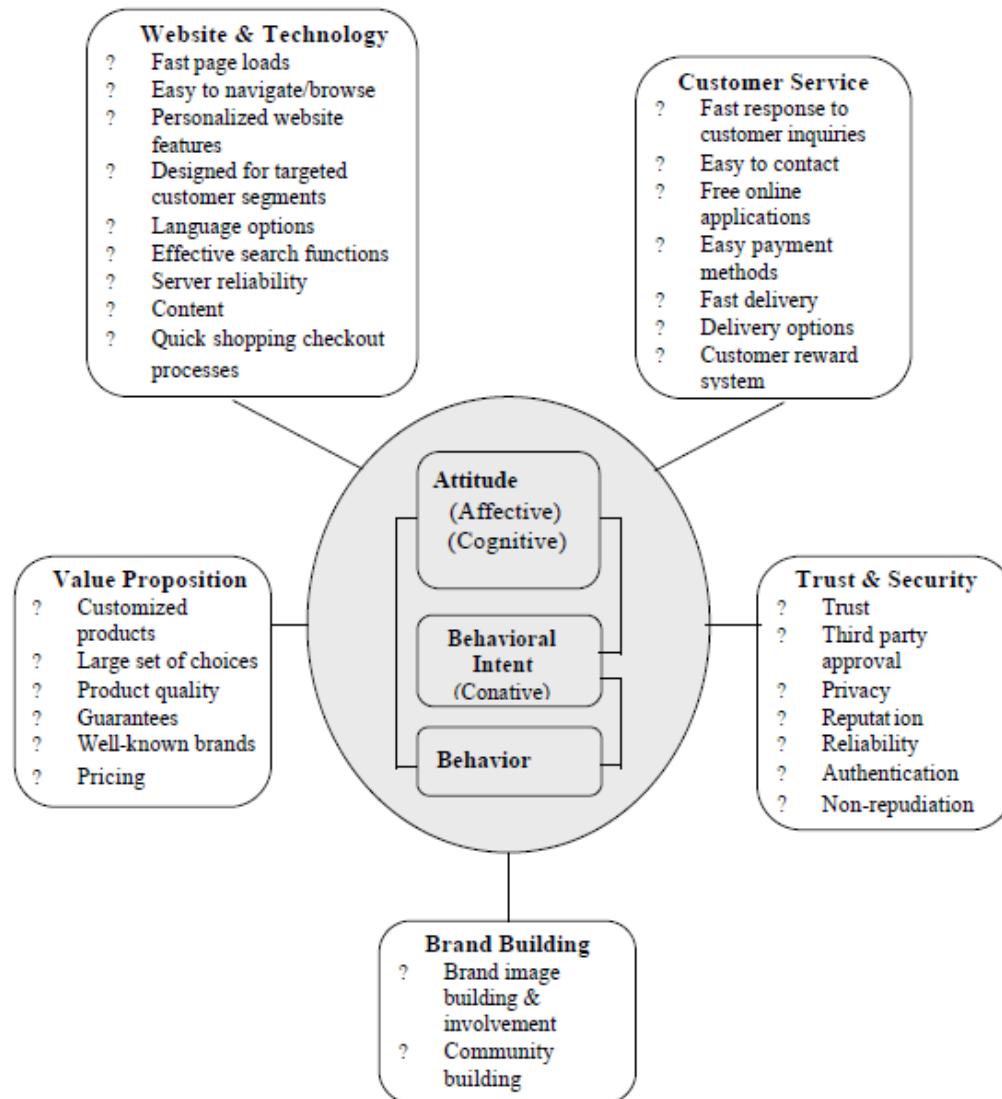 Website & Technology
? Fast page loads
? Easy to navigate/browse
? Personalized website
features
? Designed for targeted
customer segments
? Language options
? Effective search functions
? Server reliability
? Content
? Quick shopping checkout
processes
Customer Service
? Fast response to
customer inquiries
? Easy to contact
? Free online
applications
? Easy payment
methods
? Fast delivery
? Delivery options
? Customer reward
system
Attitude
(Affective)
(Cognitive)
Behavioral
Intent
(Conative)
Behavior
Value Proposition
? Customized
products
? Large set of choices
? Product quality
? Guarantees
? Well-known brands
? Pricing
Trust & Security
? Trust
? Third party
approval
? Privacy
? Reputation
? Reliability
? Authentication
? Non-repudiation
Brand Building
? Brand image
building &
involvement
? Community
building